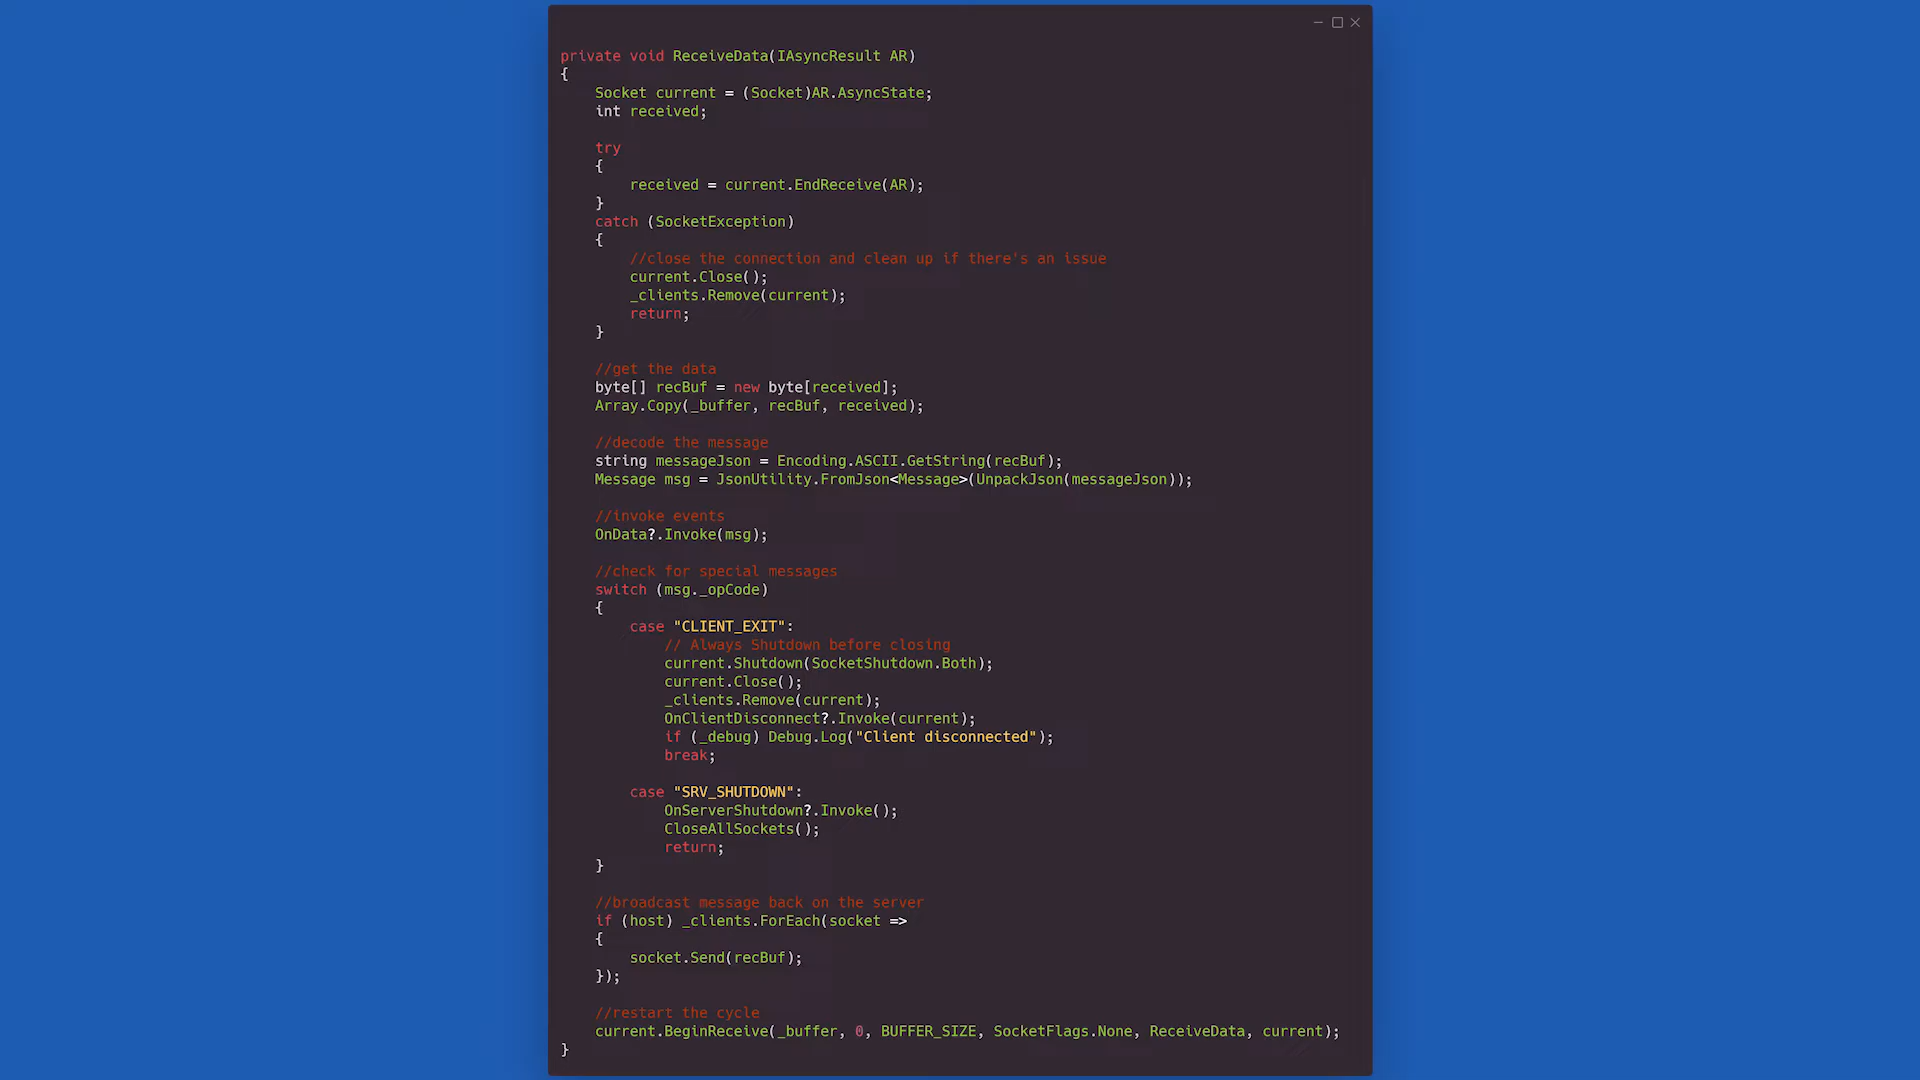 private void ReceiveData(IAsyncResult AR)
{
    Socket current = (Socket)AR.AsyncState;
    int received;

    try
    {
        received = current.EndReceive(AR);
    }
    catch (SocketException)
    {
        //close the connection and clean up if there's an issue
        current.Close();
        _clients.Remove(current);
        return;
    }

    //get the data
    byte[] recBuf = new byte[received];
    Array.Copy(_buffer, recBuf, received);

    //decode the message
    string messageJson = Encoding.ASCII.GetString(recBuf);
    Message msg = JsonUtility.FromJson<Message>(UnpackJson(messageJson));

    //invoke events
    OnData?.Invoke(msg);

    //check for special messages
    switch (msg._opCode)
    {
        case "CLIENT_EXIT":
            // Always Shutdown before closing
            current.Shutdown(SocketShutdown.Both);
            current.Close();
            _clients.Remove(current);
            OnClientDisconnect?.Invoke(current);
            if (_debug) Debug.Log("Client disconnected");
            break;

        case "SRV_SHUTDOWN":
            OnServerShutdown?.Invoke();
            CloseAllSockets();
            return;
    }

    //broadcast message back on the server
    if (host) _clients.ForEach(socket =>
    {
        socket.Send(recBuf);
    });

    //restart the cycle
    current.BeginReceive(_buffer, 0, BUFFER_SIZE, SocketFlags.None, ReceiveData, current);
}